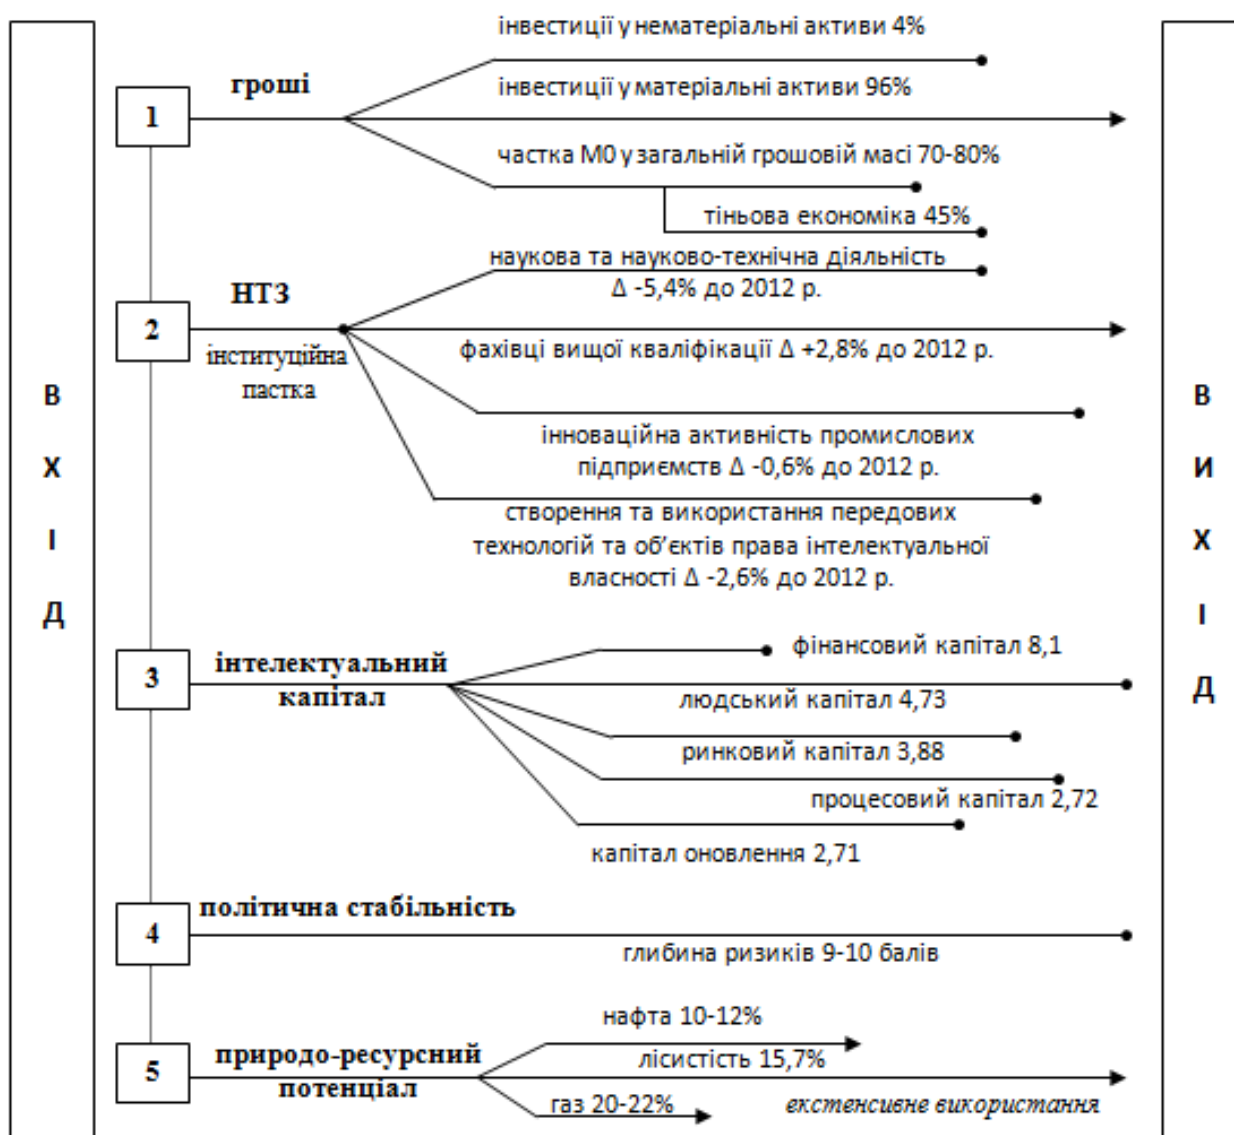 В
Х
І
Д
1
гроші
інвестиції у нематеріальні активи 4%
інвестиції у матеріальні активи 96%
частка М0 у загальній грошовій масі 70-80%
тіньова економіка 45%
2
НТЗ
інституційна
пастка
наукова та науково-технічна діяльність
Δ -5,4% до 2012 р.
фахівці вищої кваліфікації Δ +2,8% до 2012 р.
інноваційна активність промислових
підприємств Δ -0,6% до 2012 р.
створення та використання передових
технологій та об’єктів права інтелектуальної
власності Δ -2,6% до 2012 р.
3
інтелектуальний
капітал
фінансовий капітал 8,1
людський капітал 4,73
ринковий капітал 3,88
процесовий капітал 2,72
капітал оновлення 2,71
4
політична стабільність
глибина ризиків 9-10 балів
5
природо-ресурсний
потенціал
нафта 10-12%
лісистість 15,7%
газ 20-22%
екстенсивне використання
В
И
Х
І
Д